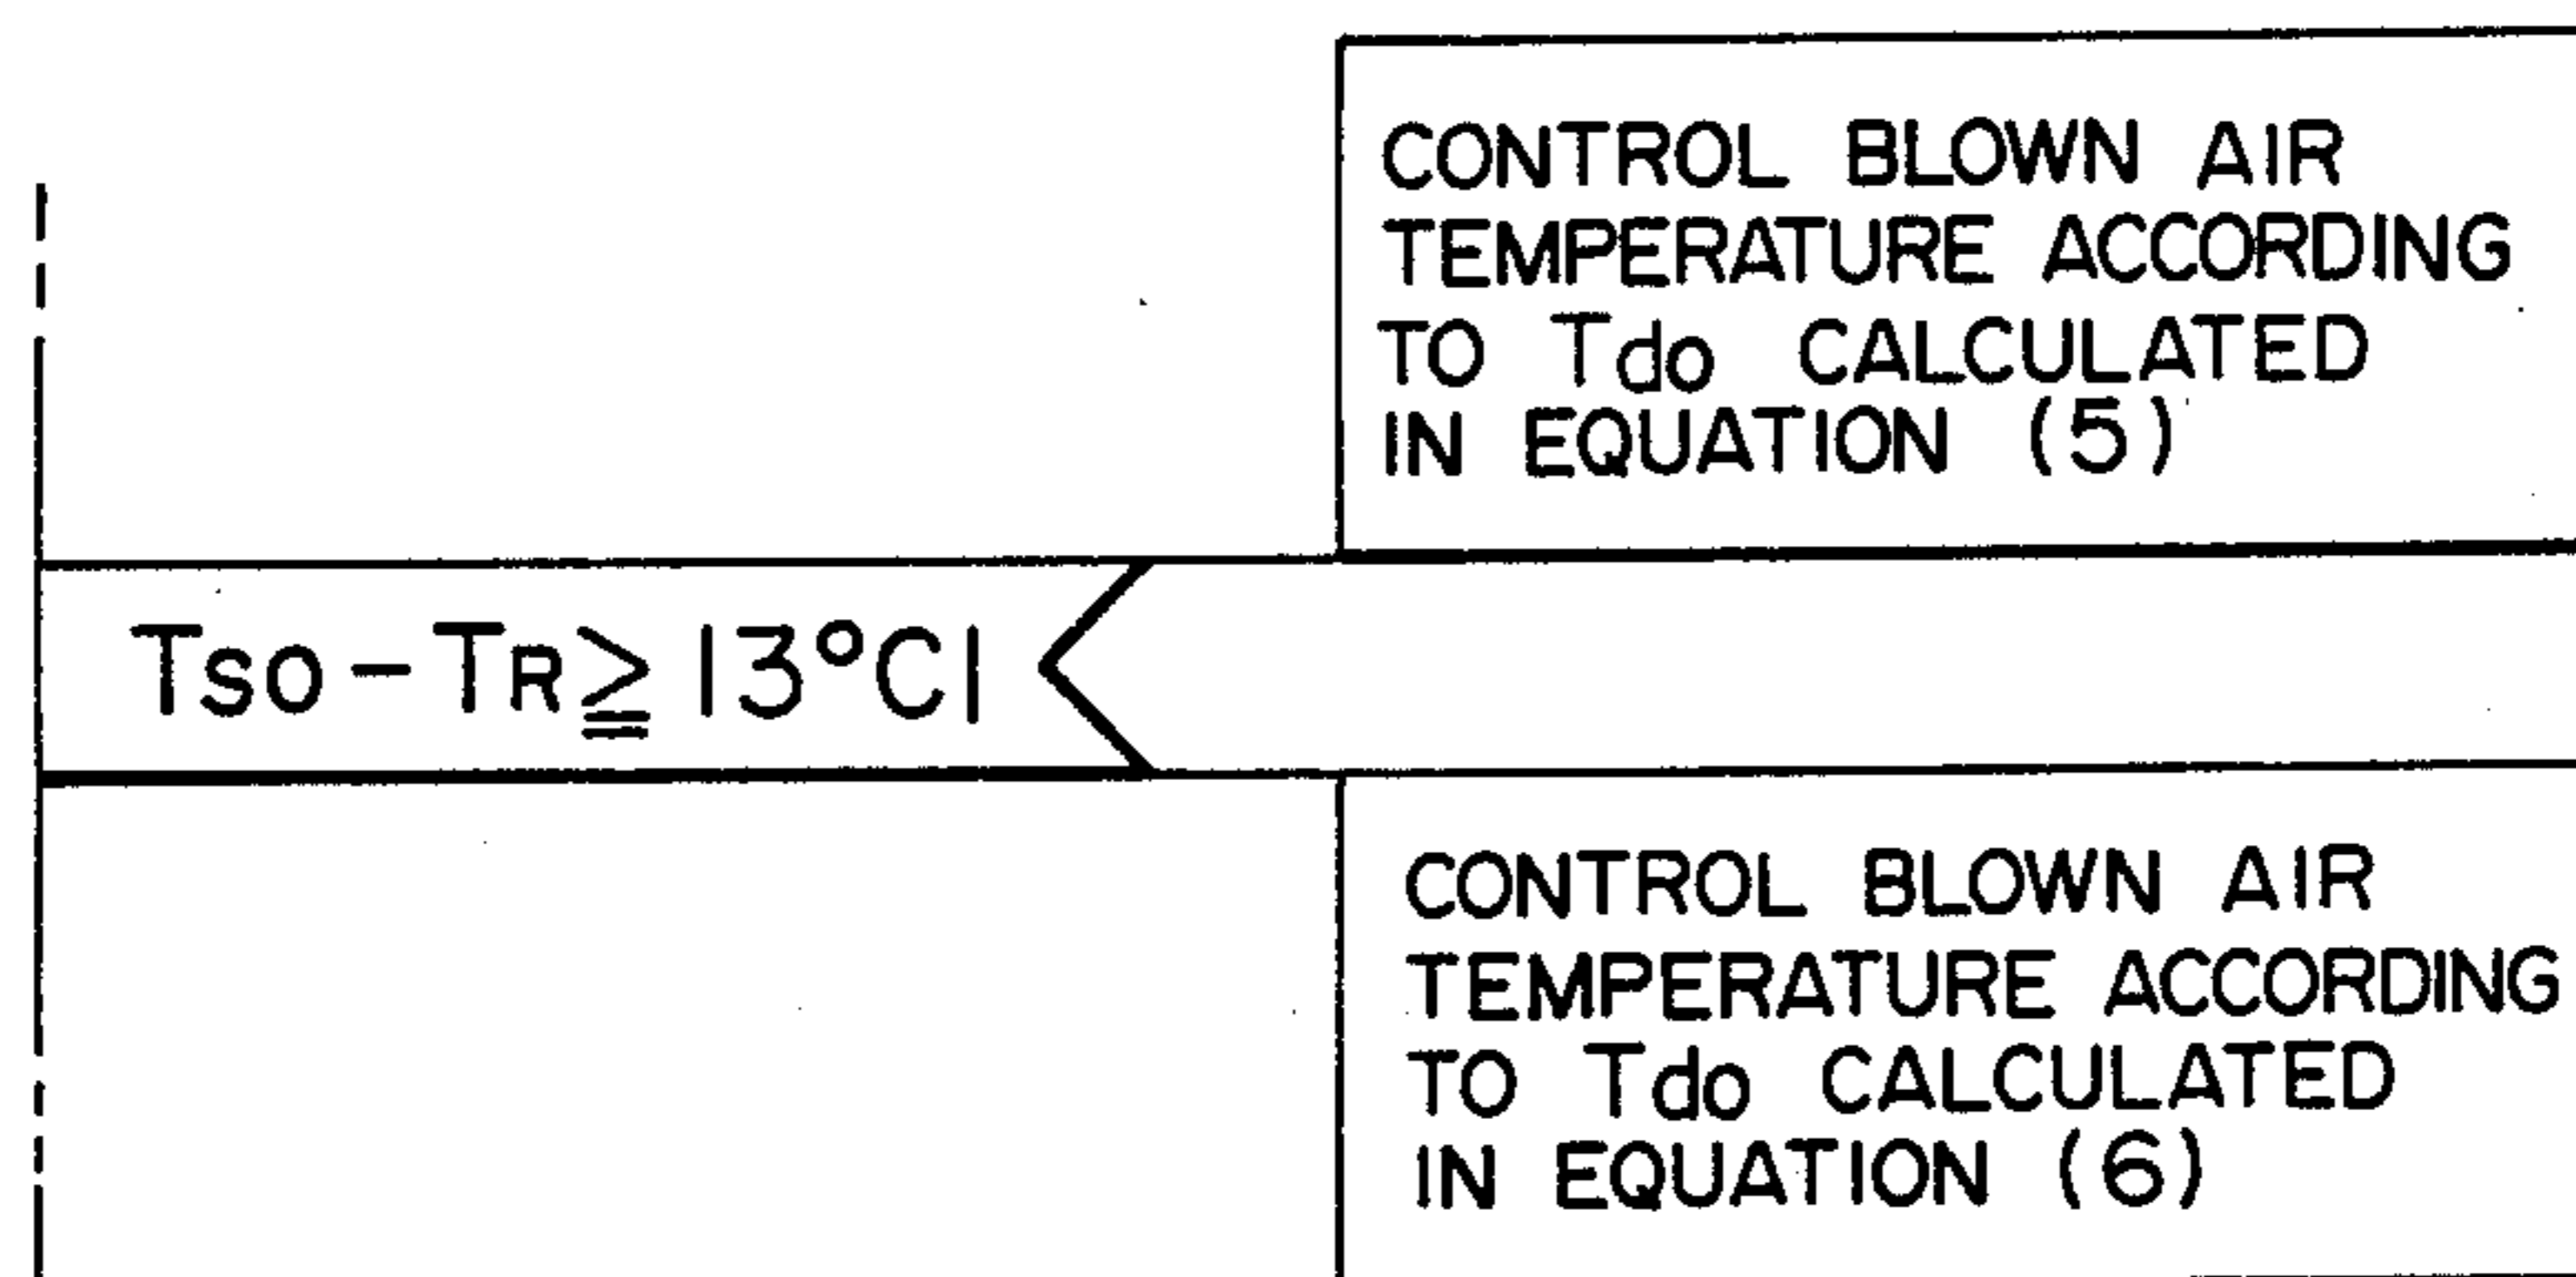 CONTROL BLOWN AIR
TEMPERATURE ACCORDING
TO Tdo CALCULATED
IN EQUATION (5)
TSO-TR≧|3°C|
CONTROL BLOWN AIR
TEMPERATURE ACCORDING
TO Tdo CALCULATED
IN EQUATION (6)